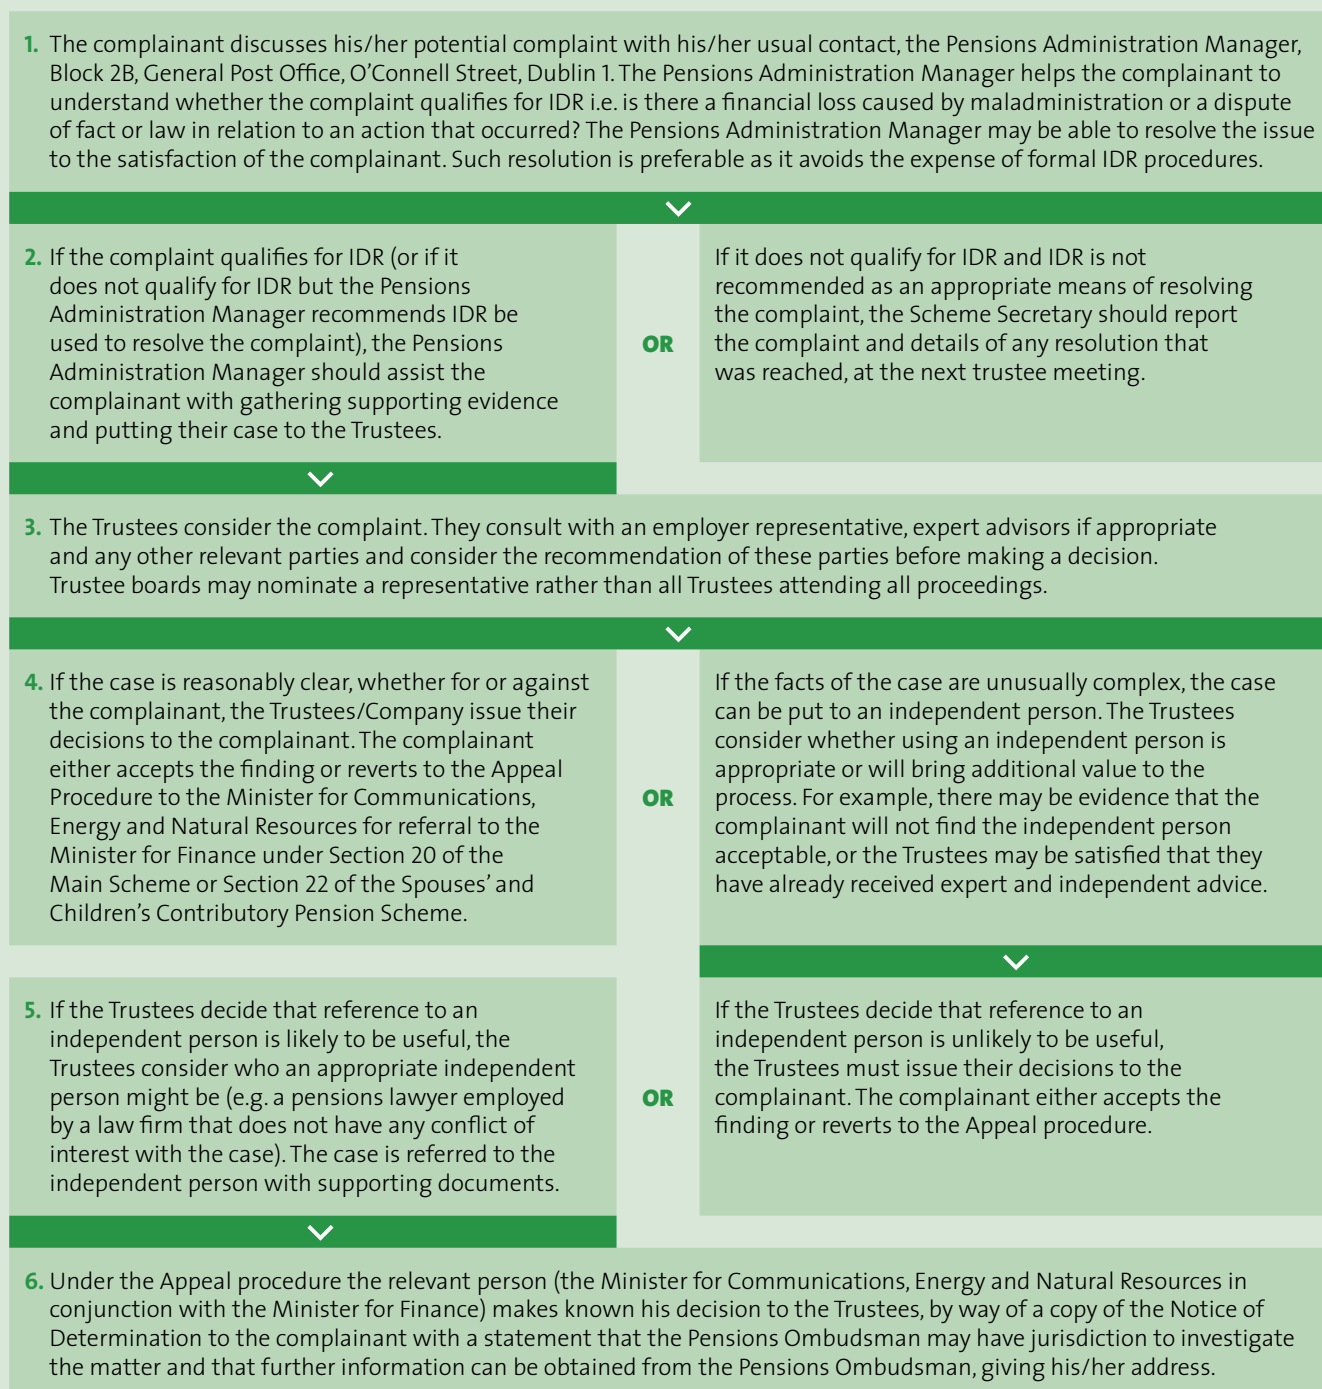 1. The complainant discusses his/her potential complaint with his/her usual contact, the Pensions Administration Manager,
Block 2B, General Post Office, O’Connell Street, Dublin 1. The Pensions Administration Manager helps the complainant to
understand whether the complaint qualifies for IDR i.e. is there a financial loss caused by maladministration or a dispute
of fact or law in relation to an action that occurred? The Pensions Administration Manager may be able to resolve the issue
to the satisfaction of the complainant. Such resolution is preferable as it avoids the expense of formal IDR procedures.
2. If the complaint qualifies for IDR (or if it
does not qualify for IDR but the Pensions
Administration Manager recommends IDR be
used to resolve the complaint), the Pensions
Administration Manager should assist the
complainant with gathering supporting evidence
and putting their case to the Trustees.
OR
If it does not qualify for IDR and IDR is not
recommended as an appropriate means of resolving
the complaint, the Scheme Secretary should report
the complaint and details of any resolution that
was reached, at the next trustee meeting.
3. The Trustees consider the complaint. They consult with an employer representative, expert advisors if appropriate
and any other relevant parties and consider the recommendation of these parties before making a decision.
Trustee boards may nominate a representative rather than all Trustees attending all proceedings.
4. If the case is reasonably clear, whether for or against
the complainant, the Trustees/Company issue their
decisions to the complainant. The complainant
either accepts the finding or reverts to the Appeal
Procedure to the Minister for Communications,
Energy and Natural Resources for referral to the
Minister for Finance under Section 20 of the
Main Scheme or Section 22 of the Spouses’ and
Children’s Contributory Pension Scheme.
OR
If the facts of the case are unusually complex, the case
can be put to an independent person. The Trustees
consider whether using an independent person is
appropriate or will bring additional value to the
process. For example, there may be evidence that the
complainant will not find the independent person
acceptable, or the Trustees may be satisfied that they
have already received expert and independent advice.
5. If the Trustees decide that reference to an
independent person is likely to be useful, the
Trustees consider who an appropriate independent
person might be (e.g. a pensions lawyer employed
by a law firm that does not have any conflict of
interest with the case). The case is referred to the
independent person with supporting documents.
OR
If the Trustees decide that reference to an
independent person is unlikely to be useful,
the Trustees must issue their decisions to the
complainant. The complainant either accepts the
finding or reverts to the Appeal procedure.
6. Under the Appeal procedure the relevant person (the Minister for Communications, Energy and Natural Resources in
conjunction with the Minister for Finance) makes known his decision to the Trustees, by way of a copy of the Notice of
Determination to the complainant with a statement that the Pensions Ombudsman may have jurisdiction to investigate
the matter and that further information can be obtained from the Pensions Ombudsman, giving his/her address.